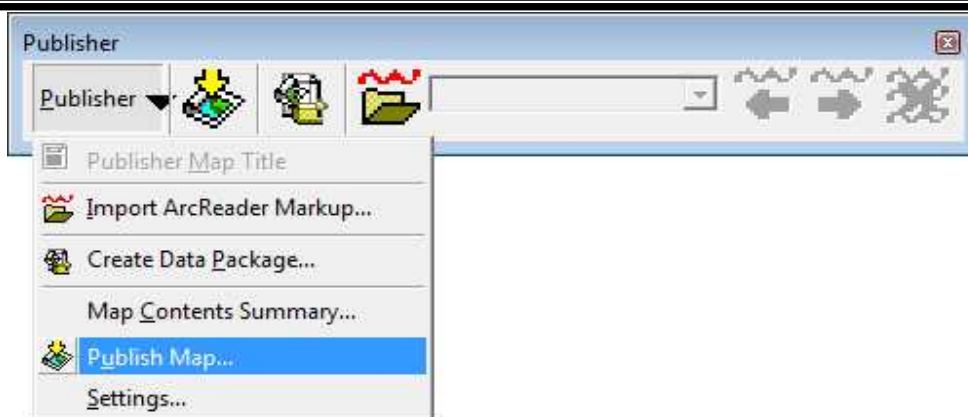 Publisher
Publisher
Publisher Map Title
Import ArcReader Markup...
Create Data Package...
Map Contents Summary...
Publish Map...
Settings...